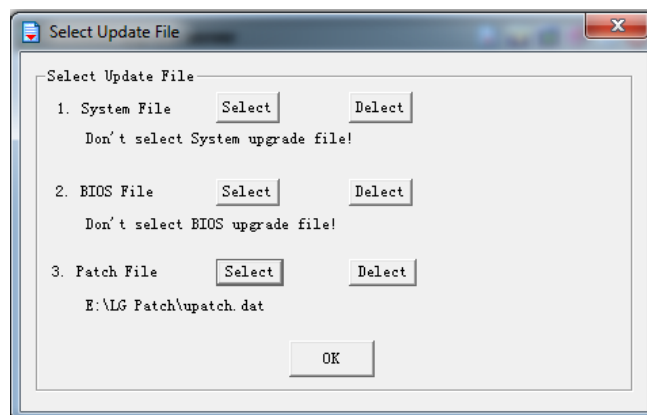 Select Update File
Select Update File
1. System File Select Delect
Don't select System upgrade file!
2. BIOS File Select Delect
Don't select BIOS upgrade file!
3. Patch File Select Delect
E:\LG Patch\upatch.dat
OK